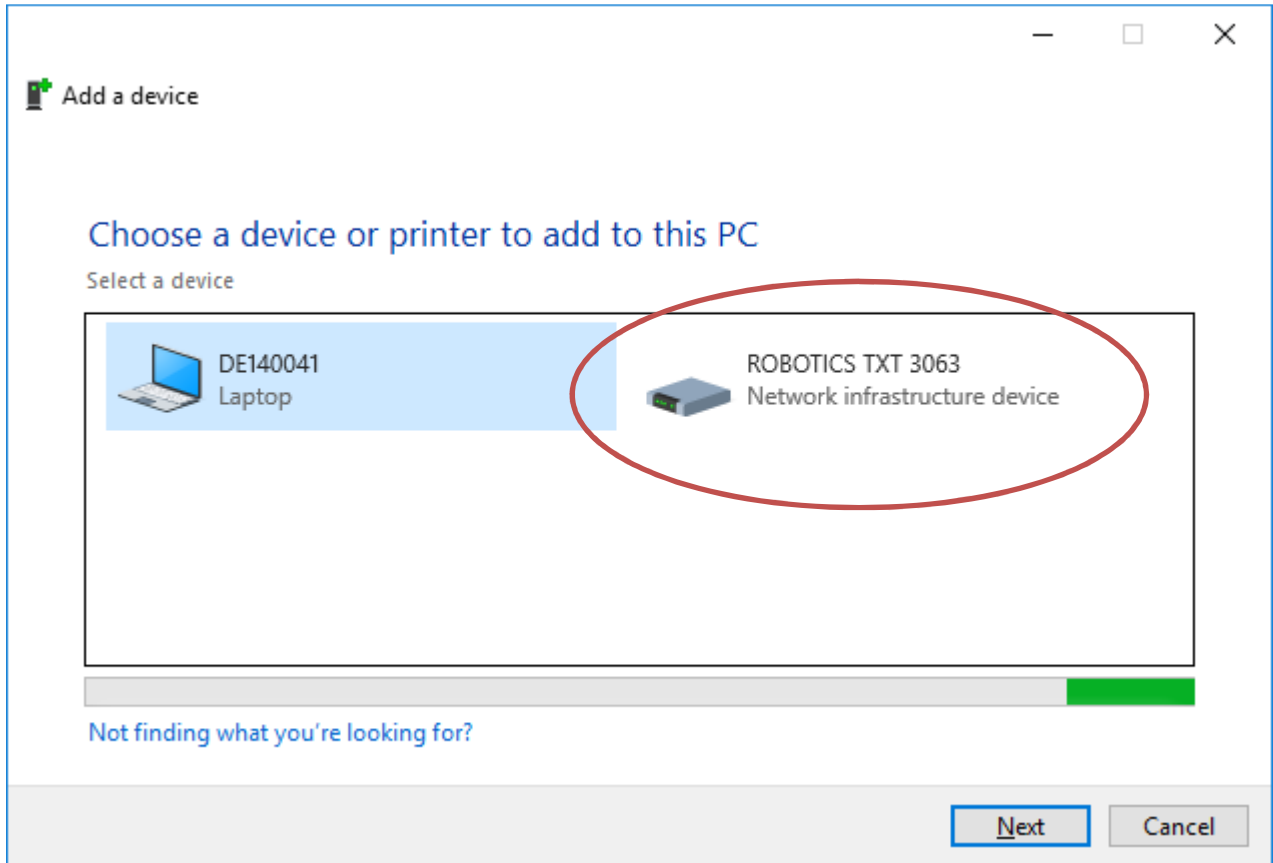 Add a device
Choose a device or printer to add to this PC
Select a device
DE140041
Laptop
ROBOTICS TXT 3063
Network infrastructure device
Not finding what you're looking for?
Next
Cancel